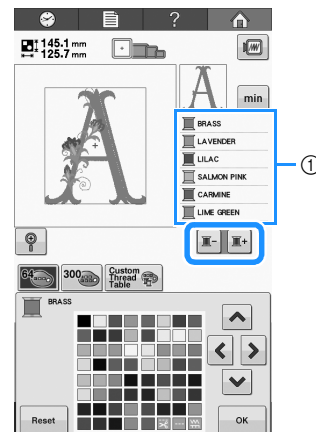 ?
145.1 mm
125.7 mm
A
A
min
BRASS
LAVENDER
LILAC
SALMON PINK
CARMINE
LIME GREEN
①
- +
64
300
Custom
Thread
Table
BRASS
Reset
OK